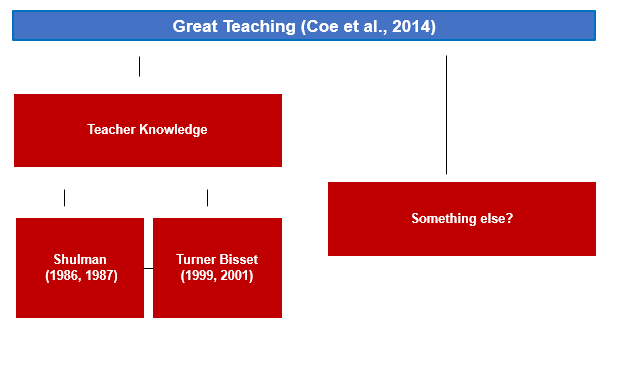 Great Teaching (Coe et al., 2014)
Teacher Knowledge
Something else?
Shulman
(1986, 1987)
Turner Bisset
(1999, 2001)